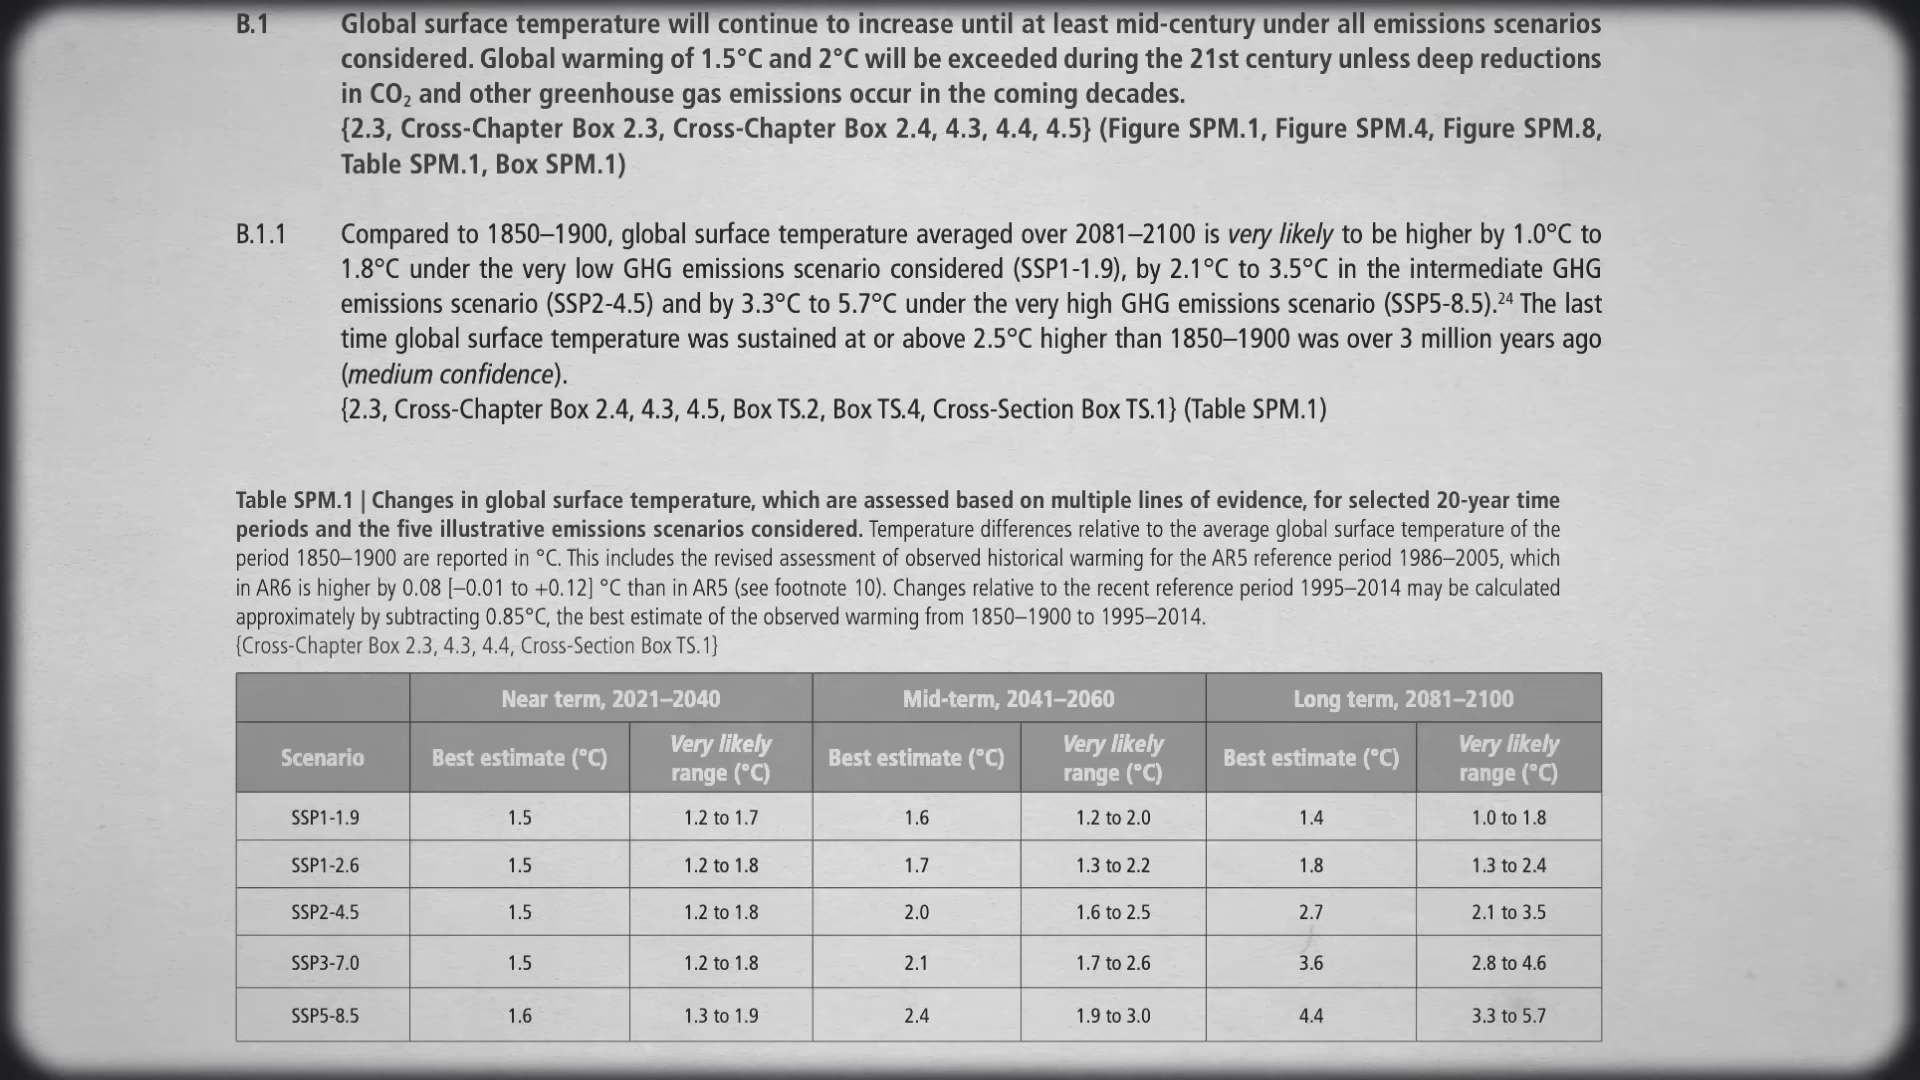 B.1 Global surface temperature will continue to increase until at least mid-century under all emissions scenarios
considered. Global warming of 1.5°C and 2°C will be exceeded during the 21st century unless deep reductions
in CO₂ and other greenhouse gas emissions occur in the coming decades.
{2.3, Cross-Chapter Box 2.3, Cross-Chapter Box 2.4, 4.3, 4.4, 4.5} (Figure SPM.1, Figure SPM.4, Figure SPM.8,
Table SPM.1, Box SPM.1)
B.1.1 Compared to 1850–1900, global surface temperature averaged over 2081–2100 is very likely to be higher by 1.0°C to
1.8°C under the very low GHG emissions scenario considered (SSP1-1.9), by 2.1°C to 3.5°C in the intermediate GHG
emissions scenario (SSP2-4.5) and by 3.3°C to 5.7°C under the very high GHG emissions scenario (SSP5-8.5).²⁴ The last
time global surface temperature was sustained at or above 2.5°C higher than 1850–1900 was over 3 million years ago
(medium confidence).
{2.3, Cross-Chapter Box 2.4, 4.3, 4.5, Box TS.2, Box TS.4, Cross-Section Box TS.1} (Table SPM.1)
Table SPM.1 | Changes in global surface temperature, which are assessed based on multiple lines of evidence, for selected 20-year time
periods and the five illustrative emissions scenarios considered. Temperature differences relative to the average global surface temperature of the
period 1850–1900 are reported in °C. This includes the revised assessment of observed historical warming for the AR5 reference period 1986–2005, which
in AR6 is higher by 0.08 [–0.01 to +0.12] °C than in AR5 (see footnote 10). Changes relative to the recent reference period 1995–2014 may be calculated
approximately by subtracting 0.85°C, the best estimate of the observed warming from 1850–1900 to 1995–2014.
{Cross-Chapter Box 2.3, 4.3, 4.4, Cross-Section Box TS.1}
Near term, 2021–2040 Mid-term, 2041–2060 Long term, 2081–2100
Scenario Best estimate (°C) Very likely range (°C) Best estimate (°C) Very likely range (°C) Best estimate (°C) Very likely range (°C)
SSP1-1.9 1.5 1.2 to 1.7 1.6 1.2 to 2.0 1.4 1.0 to 1.8
SSP1-2.6 1.5 1.2 to 1.8 1.7 1.3 to 2.2 1.8 1.3 to 2.4
SSP2-4.5 1.5 1.2 to 1.8 2.0 1.6 to 2.5 2.7 2.1 to 3.5
SSP3-7.0 1.5 1.2 to 1.8 2.1 1.7 to 2.6 3.6 2.8 to 4.6
SSP5-8.5 1.6 1.3 to 1.9 2.4 1.9 to 3.0 4.4 3.3 to 5.7